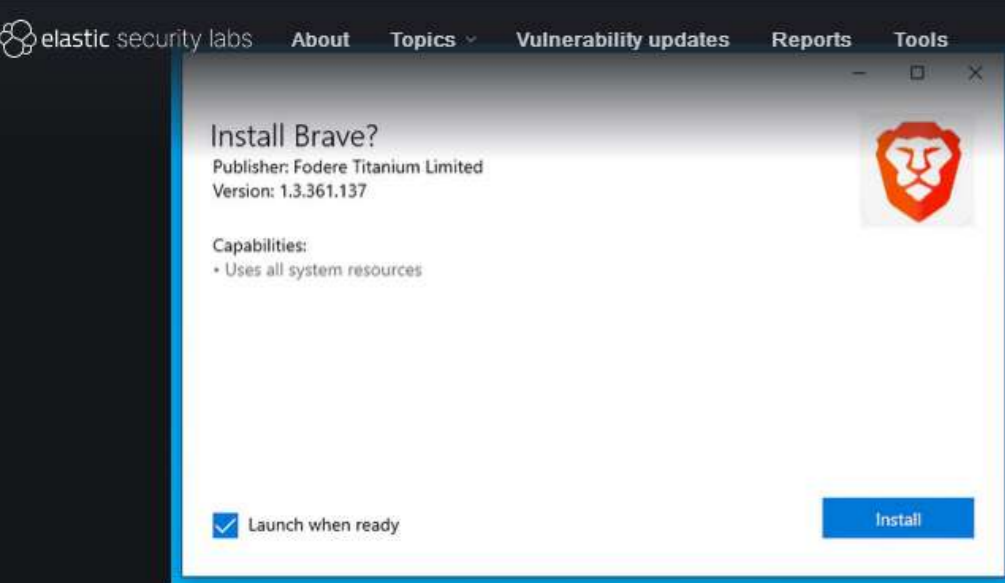 elastic security labs About Topics Vulnerability updates Reports Tools
Install Brave?
Publisher: Fodere Titanium Limited
Version: 1.3.361.137
Capabilities:
• Uses all system resources
Launch when ready
Install